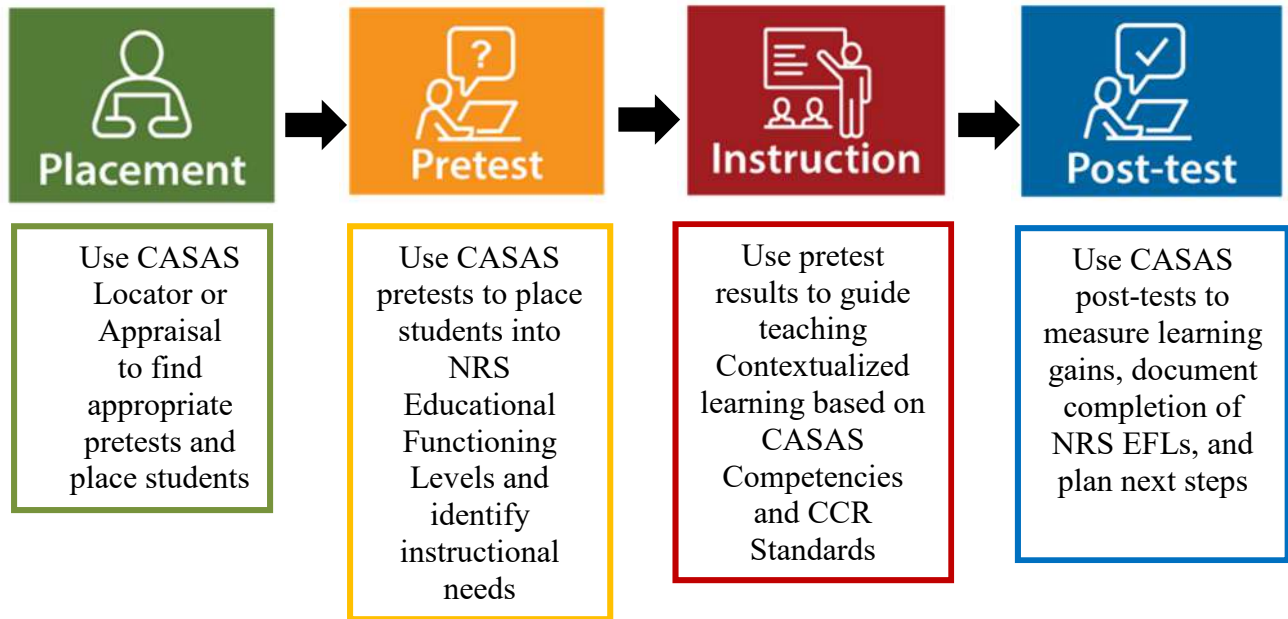 ?
Placement
Pretest
Instruction
Post-test
Use CASAS
Locator or
Appraisal
to find
appropriate
pretests and
place students
Use CASAS
pretests to place
students into
NRS
Educational
Functioning
Levels and
identify
instructional
needs
Use pretest
results to guide
teaching
Contextualized
learning based on
CASAS
Competencies
and CCR
Standards
Use CASAS
post-tests to
measure learning
gains, document
completion of
NRS EFLs, and
plan next steps